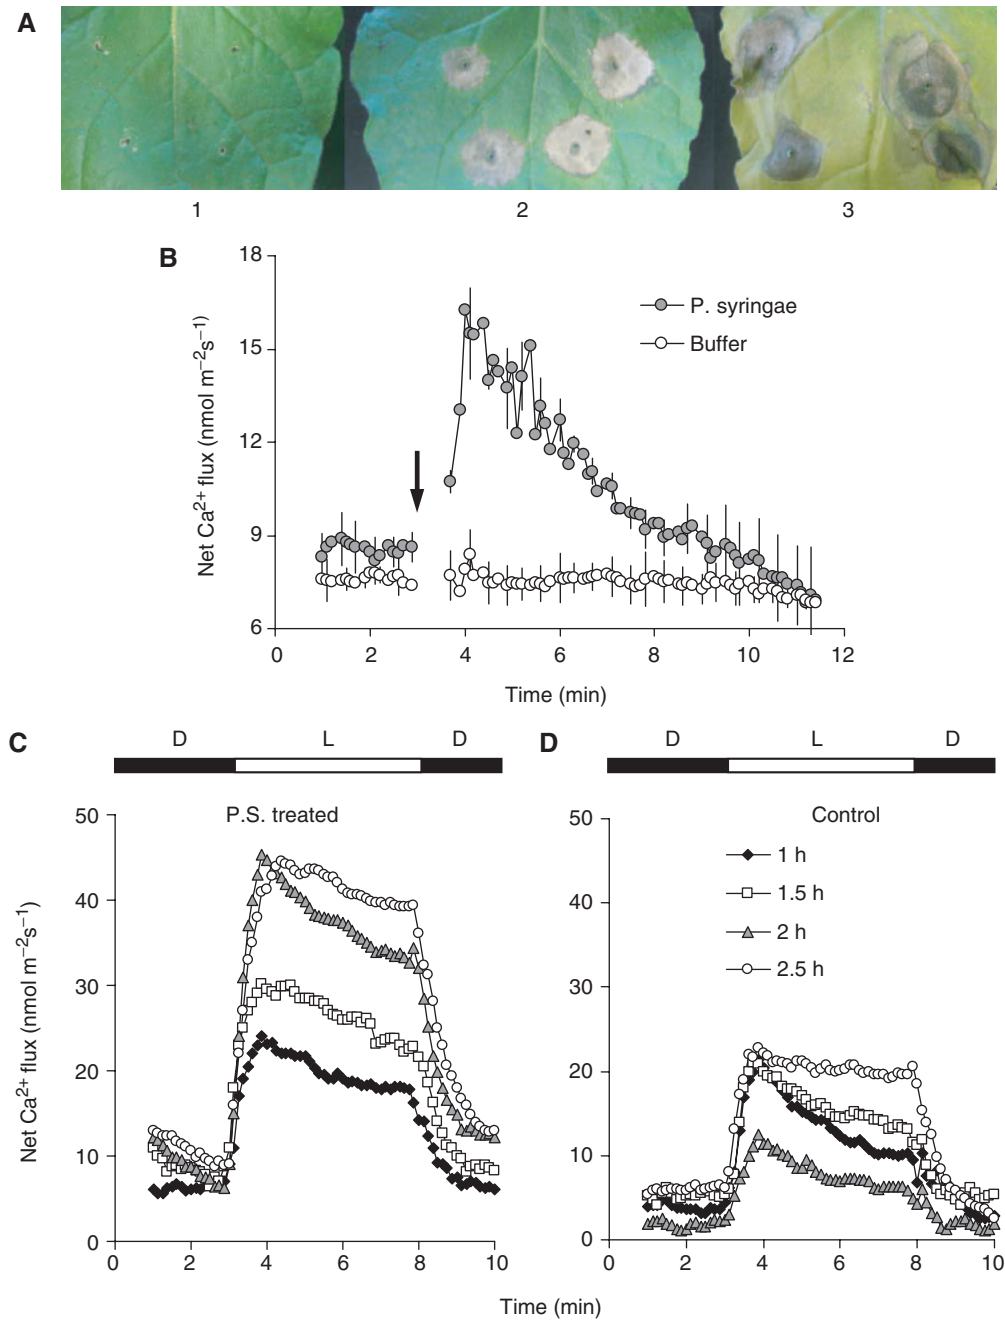 A
1 2 3
B
18
15
12
9
6
Net Ca²⁺ flux (nmol m⁻²s⁻¹)
P. syringae
Buffer
0 2 4 6 8 10 12
Time (min)
C
D L D
P.S. treated
50
40
30
20
10
0
Net Ca²⁺ flux (nmol m⁻²s⁻¹)
0 2 4 6 8 10
D
D L D
Control
1 h
1.5 h
2 h
2.5 h
50
40
30
20
10
0
0 2 4 6 8 10
Time (min)